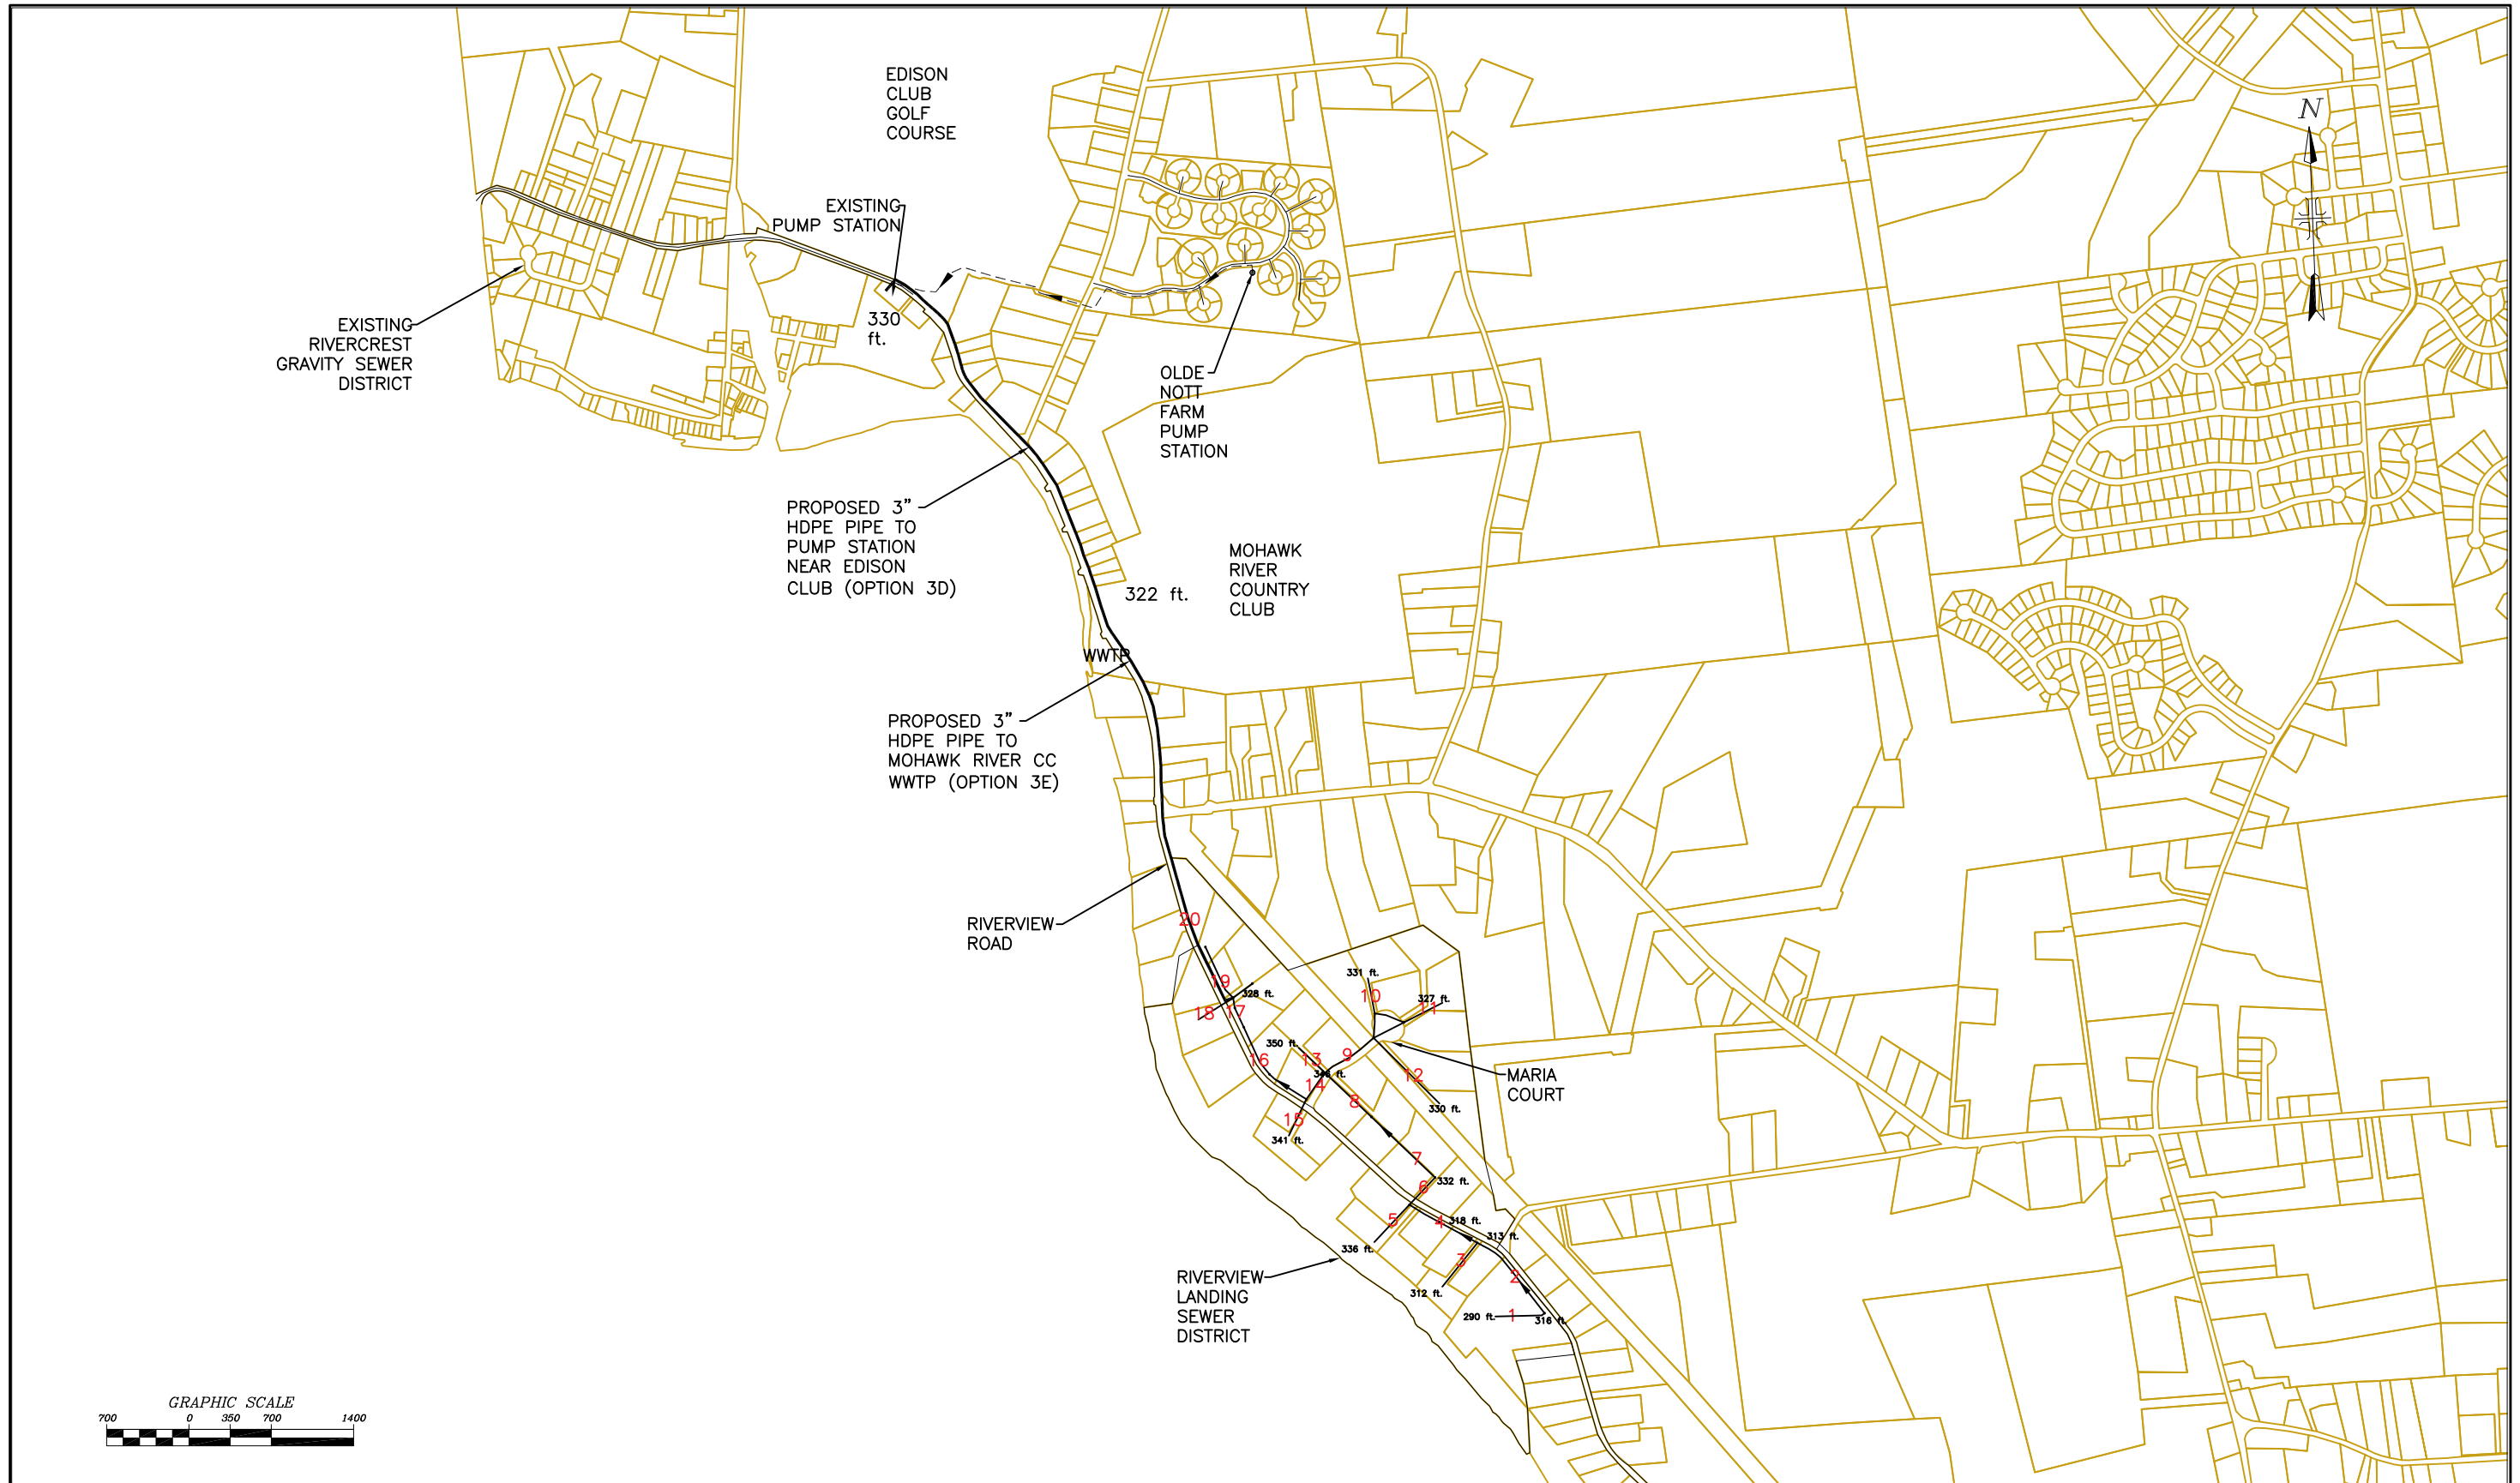 EDISON
CLUB
GOLF
COURSE
N
EXISTING
PUMP STATION
330
ft.
EXISTING
RIVERCREST
GRAVITY SEWER
DISTRICT
OLDE
NOTT
FARM
PUMP
STATION
PROPOSED 3"
HDPE PIPE TO
PUMP STATION
NEAR EDISON
CLUB (OPTION 3D)
MOHAWK
RIVER
COUNTRY
CLUB
322 ft.
WWTP
PROPOSED 3"
HDPE PIPE TO
MOHAWK RIVER CC
WWTP (OPTION 3E)
RIVERVIEW
ROAD
20
19
328 ft.
18
17
16
331 ft.
10
327 ft.
11
350 ft.
13
9
14
12
8
15
341 ft.
330 ft.
MARIA
COURT
7
332 ft.
6
5
4
318 ft.
313 ft.
336 ft.
3
312 ft.
2
290 ft.
1
316 ft.
RIVERVIEW
LANDING
SEWER
DISTRICT
GRAPHIC SCALE
700 0 350 700 1400